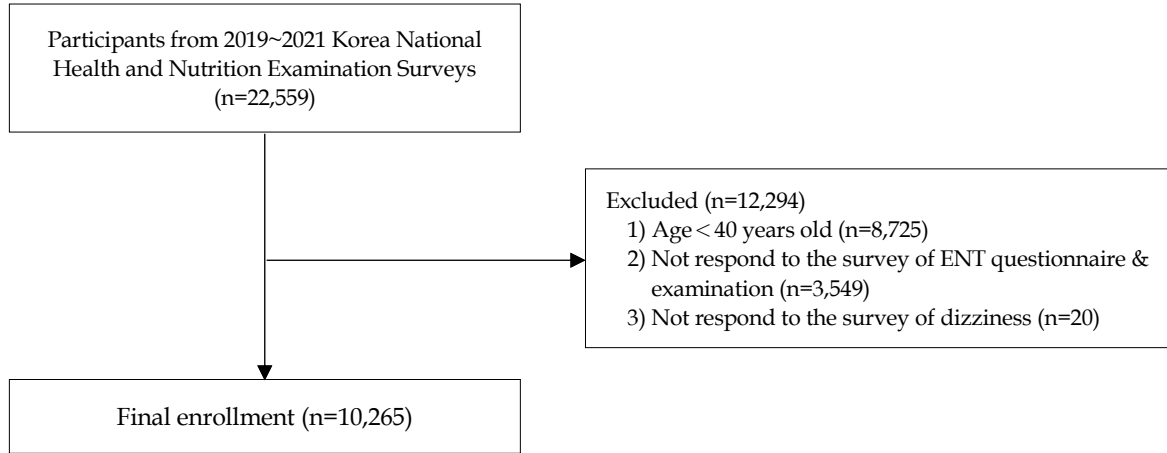 Participants from 2019~2021 Korea National
Health and Nutrition Examination Surveys
(n=22,559)
Excluded (n=12,294)
1) Age < 40 years old (n=8,725)
2) Not respond to the survey of ENT questionnaire &
examination (n=3,549)
3) Not respond to the survey of dizziness (n=20)
Final enrollment (n=10,265)